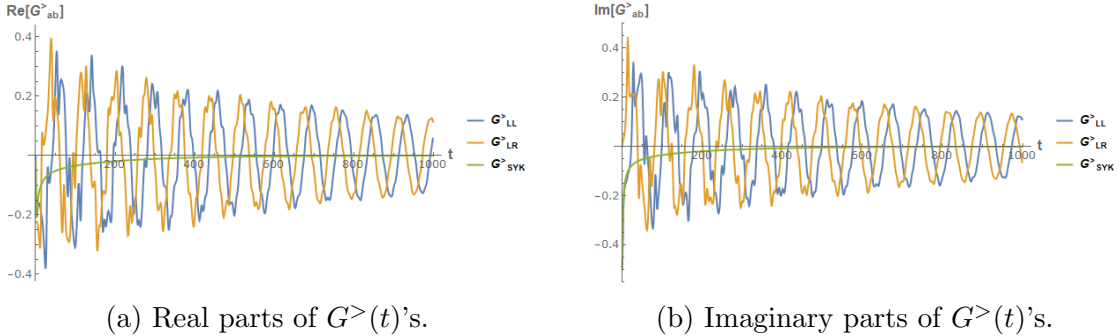 Re[G>ab]
0.4
0.2
-0.2
-0.4
200
400
600
800
1000
t
G>LL
G>LR
G>SYK
Im[G>ab]
0.4
0.2
-0.2
-0.4
200
400
600
800
1000
t
G>LL
G>LR
G>SYK
(a) Real parts of G>(t)'s.
(b) Imaginary parts of G>(t)'s.